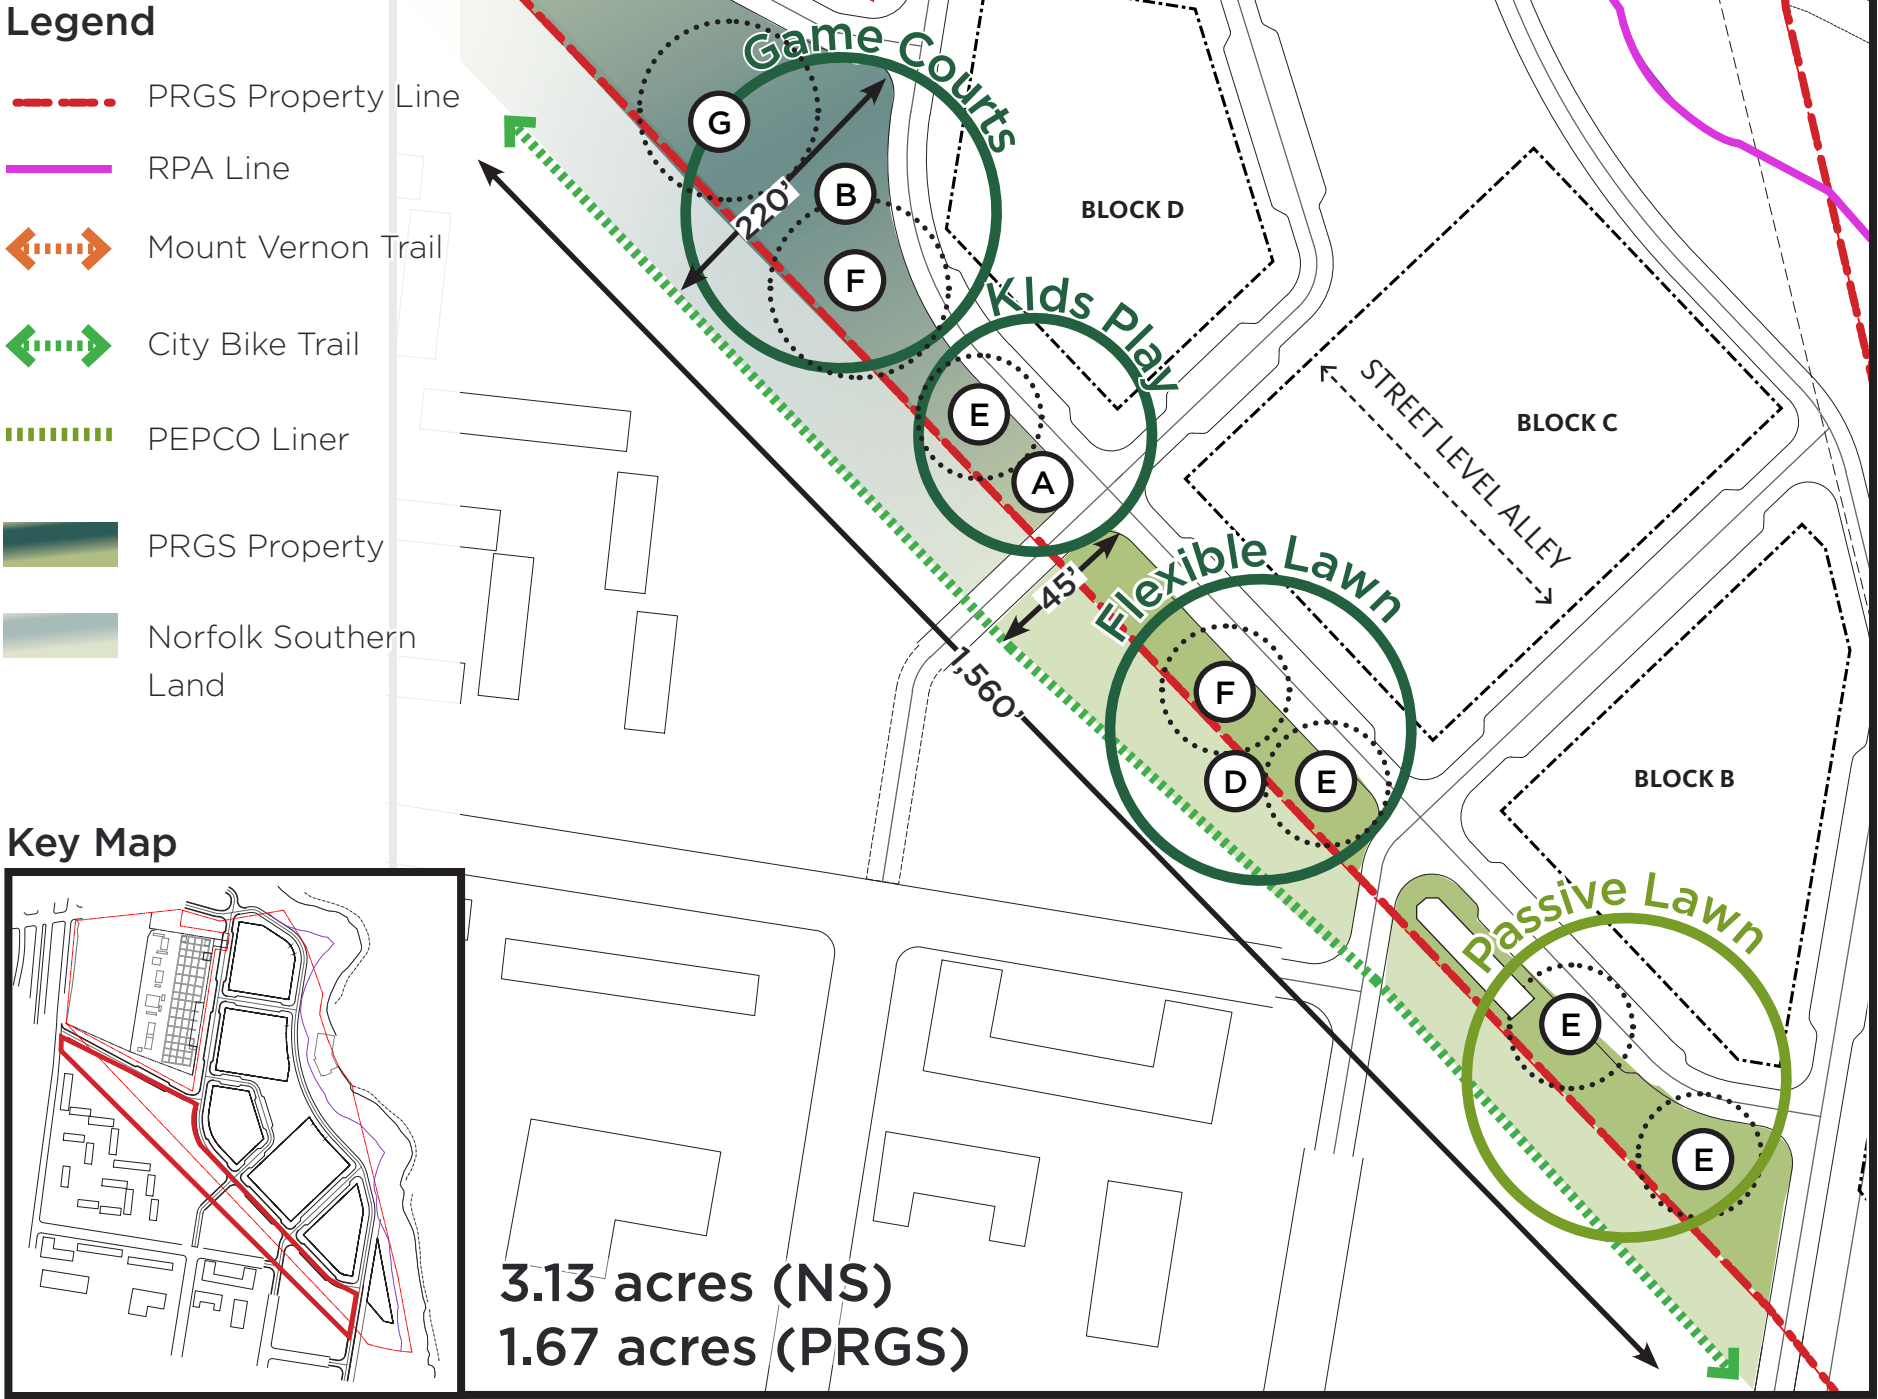 Legend
PRGS Property Line
RPA Line
Mount Vernon Trail
City Bike Trail
PEPCO Liner
PRGS Property
Norfolk Southern
Land
Key Map
Game Courts
G
220'
B
F
BLOCK D
KIds Play
E
A
BLOCK C
STREET LEVEL ALLEY
45'
Flexible Lawn
F
D
E
1,560'
BLOCK B
Passive Lawn
E
E
3.13 acres (NS)
1.67 acres (PRGS)